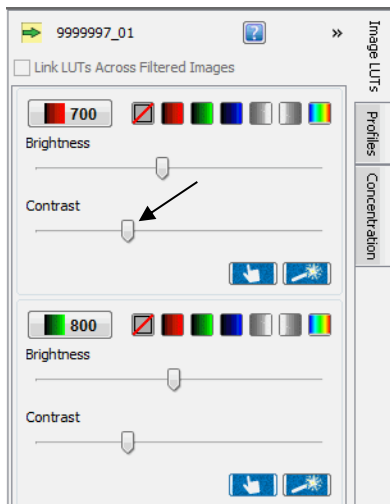 9999997_01
?
»
Link LUTs Across Filtered Images
700
Brightness
Contrast
800
Brightness
Contrast
Image LUTs
Profiles
Concentration